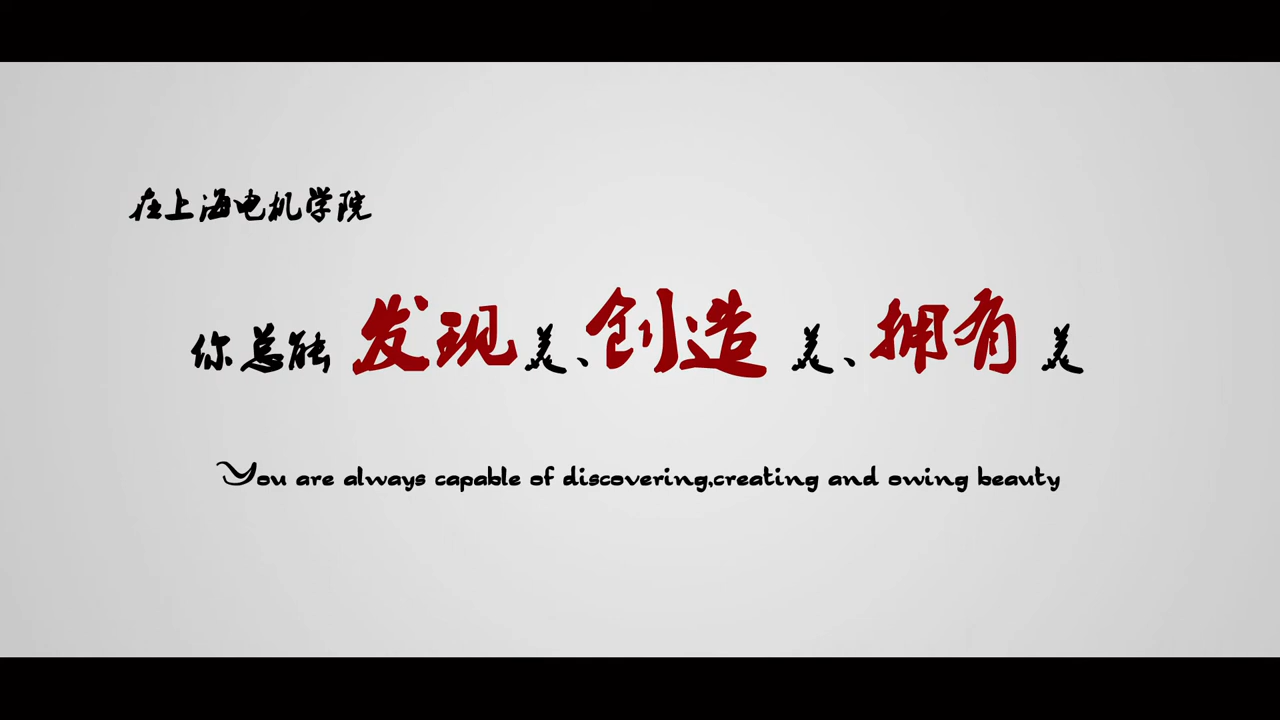 在上海电机学院
你总能发现美、创造美、拥有美
You are always capable of discovering,creating and owing beauty